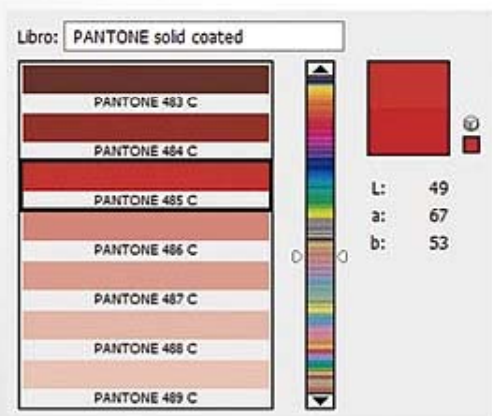 Libro: PANTONE solid coated
PANTONE 483 C
PANTONE 484 C
PANTONE 485 C
PANTONE 486 C
PANTONE 487 C
PANTONE 488 C
PANTONE 489 C
L: 49
a: 67
b: 53